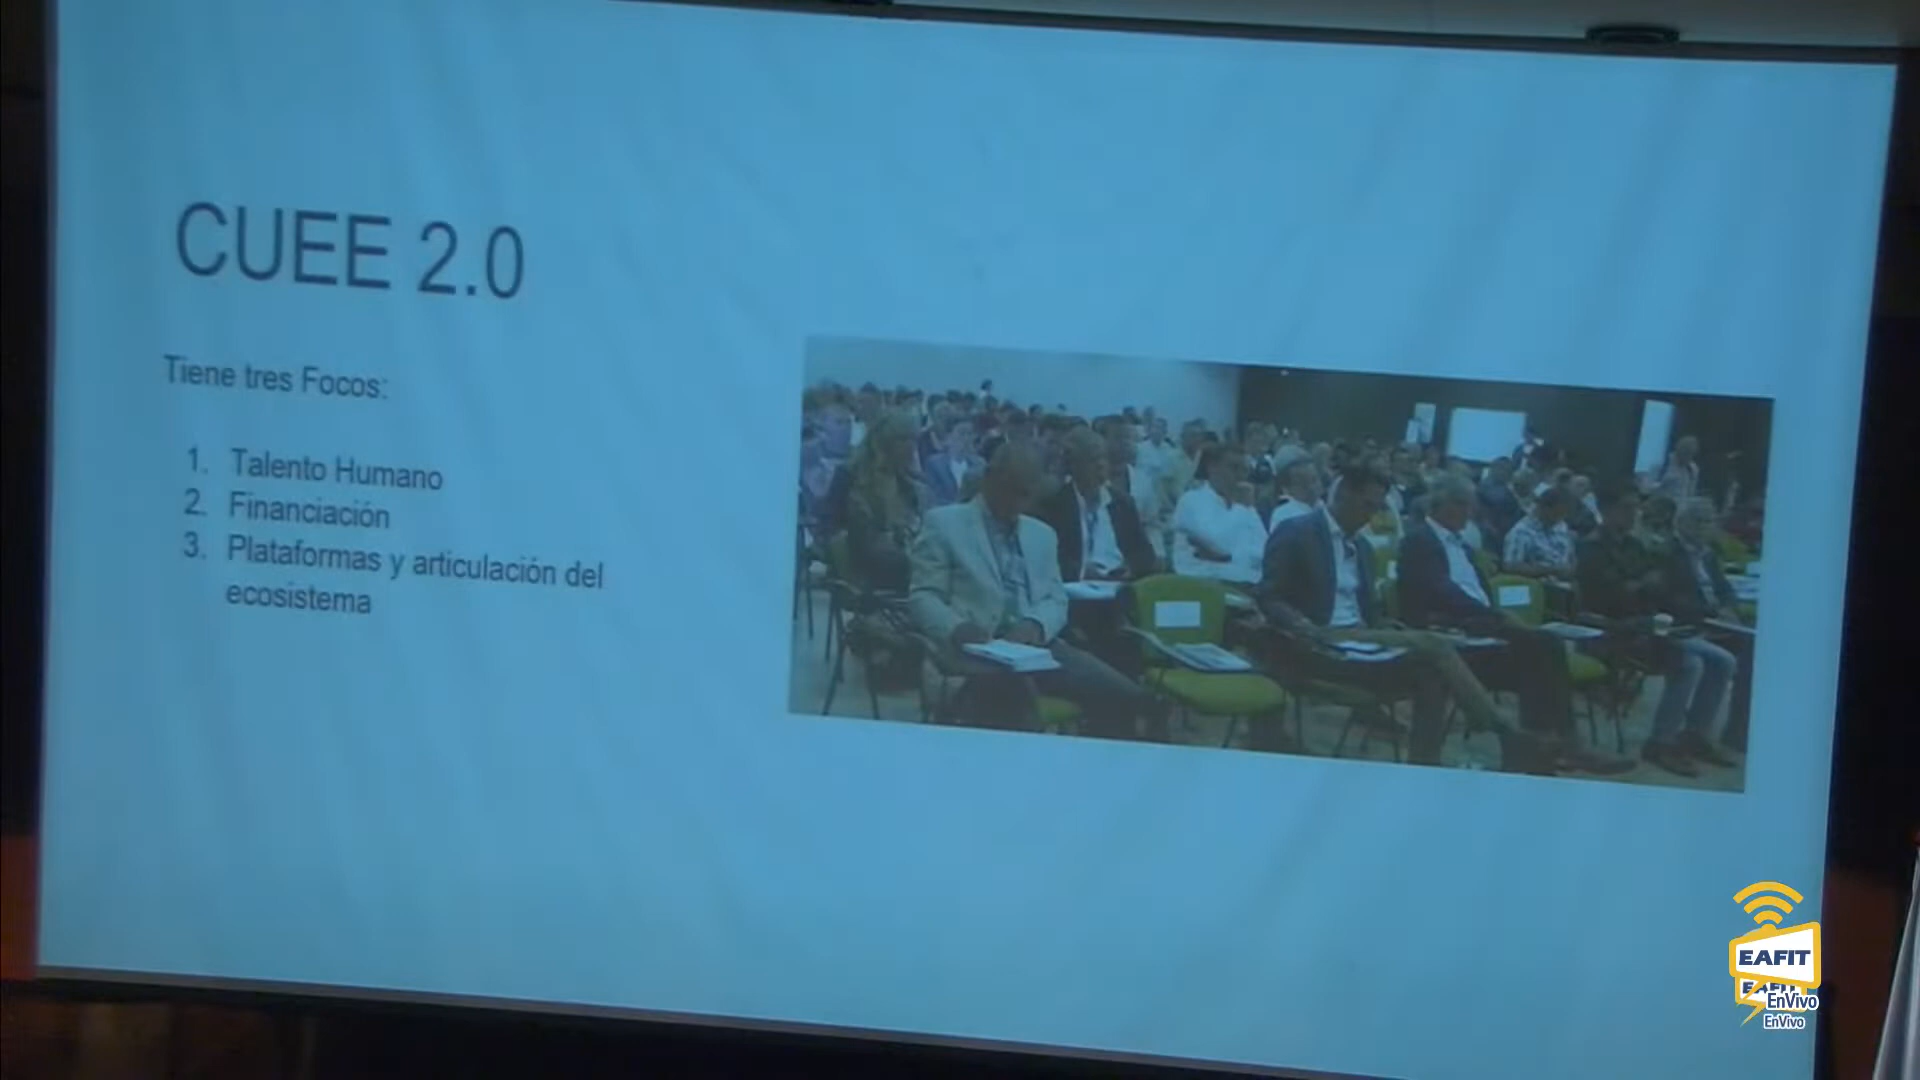 CUEE 2.0
Tiene tres Focos:
1. Talento Humano
2. Financiación
3. Plataformas y articulación del
ecosistema
EAFIT
EAFIT
EnVivo
EnVivo